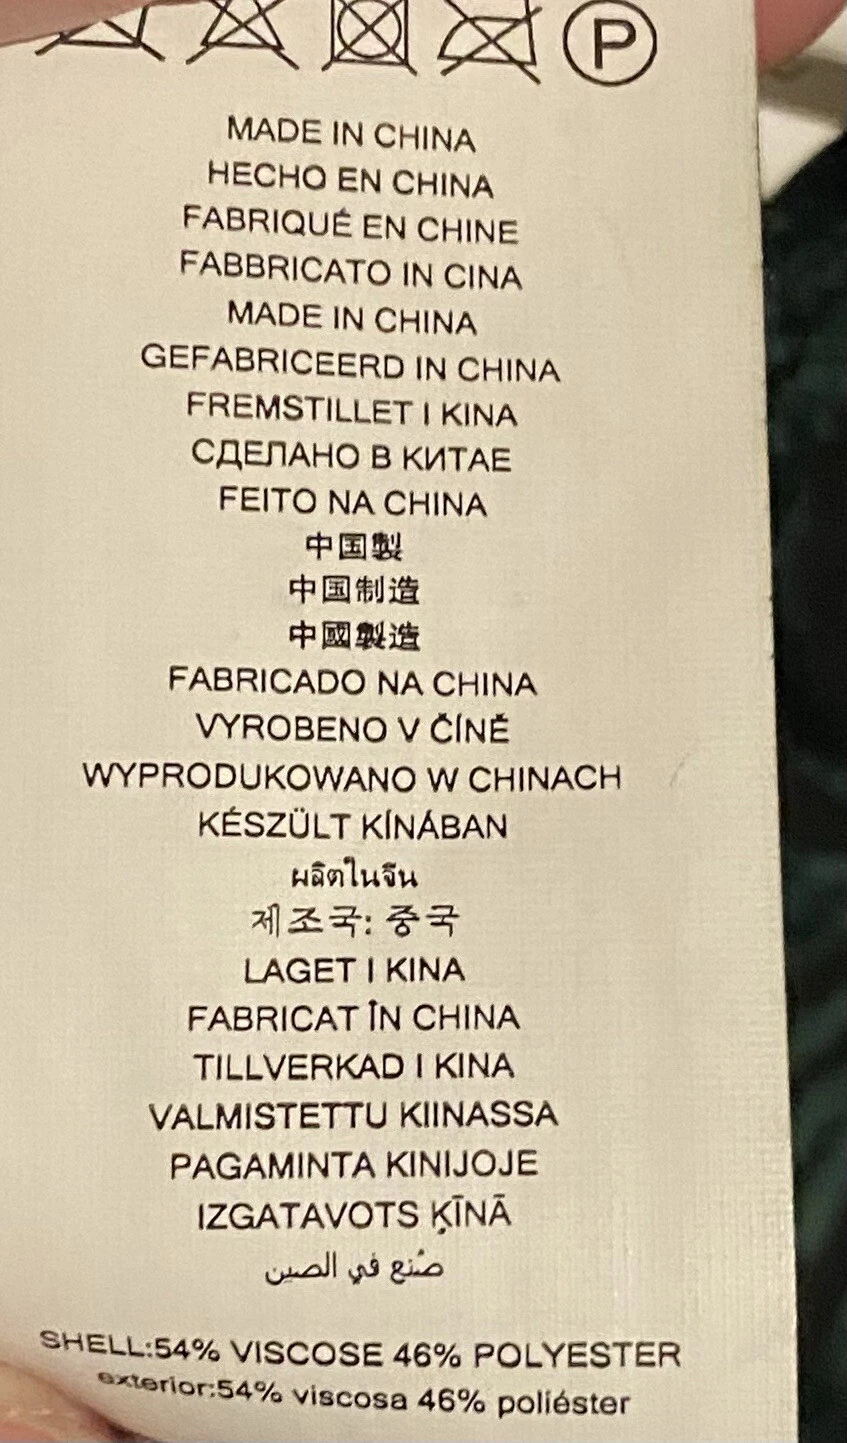 P
MADE IN CHINA
HECHO EN CHINA
FABRIQUÉ EN CHINE
FABBRICATO IN CINA
MADE IN CHINA
GEFABRICEERD IN CHINA
FREMSTILLET I KINA
СДЕЛАНО В КИТАЕ
FEITO NA CHINA
中国製
中国制造
中國製造
FABRICADO NA CHINA
VYROBENO V ČÍNĚ
WYPRODUKOWANO W CHINACH
KÉSZÜLT KÍNÁBAN
ผลิตในจีน
제조국: 중국
LAGET I KINA
FABRICAT ÎN CHINA
TILLVERKAD I KINA
VALMISTETTU KIINASSA
PAGAMINTA KINIJOJE
IZGATAVOTS ĶĪNĀ
صُنع في الصين
SHELL:54% VISCOSE 46% POLYESTER
exterior:54% viscosa 46% poliéster